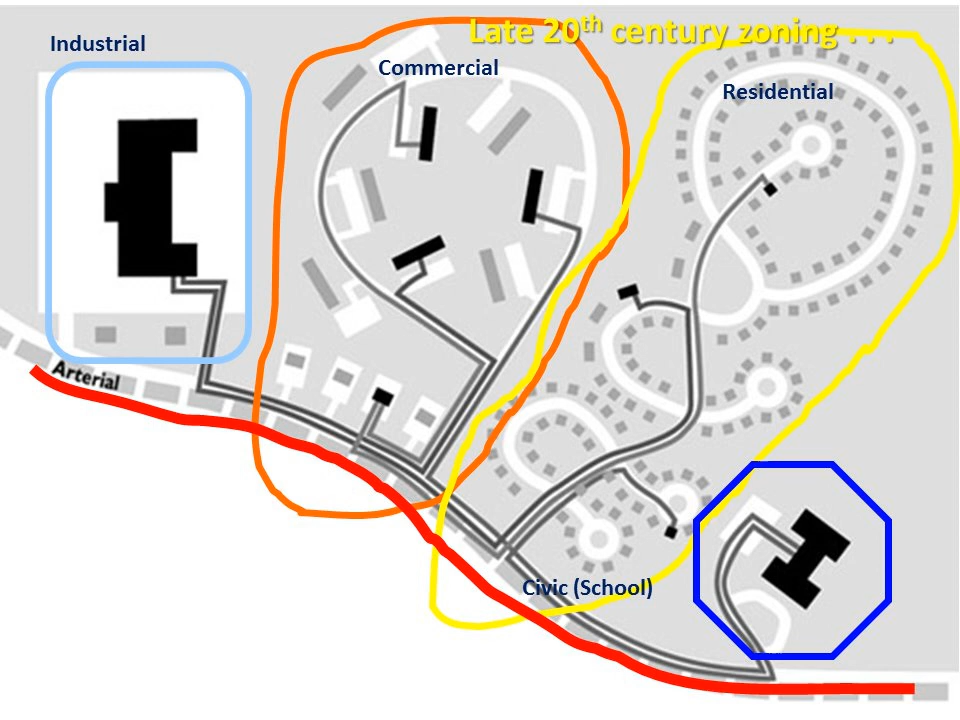 Late 20th century zoning . . .
Industrial
Commercial
Residential
Arterial
Civic (School)